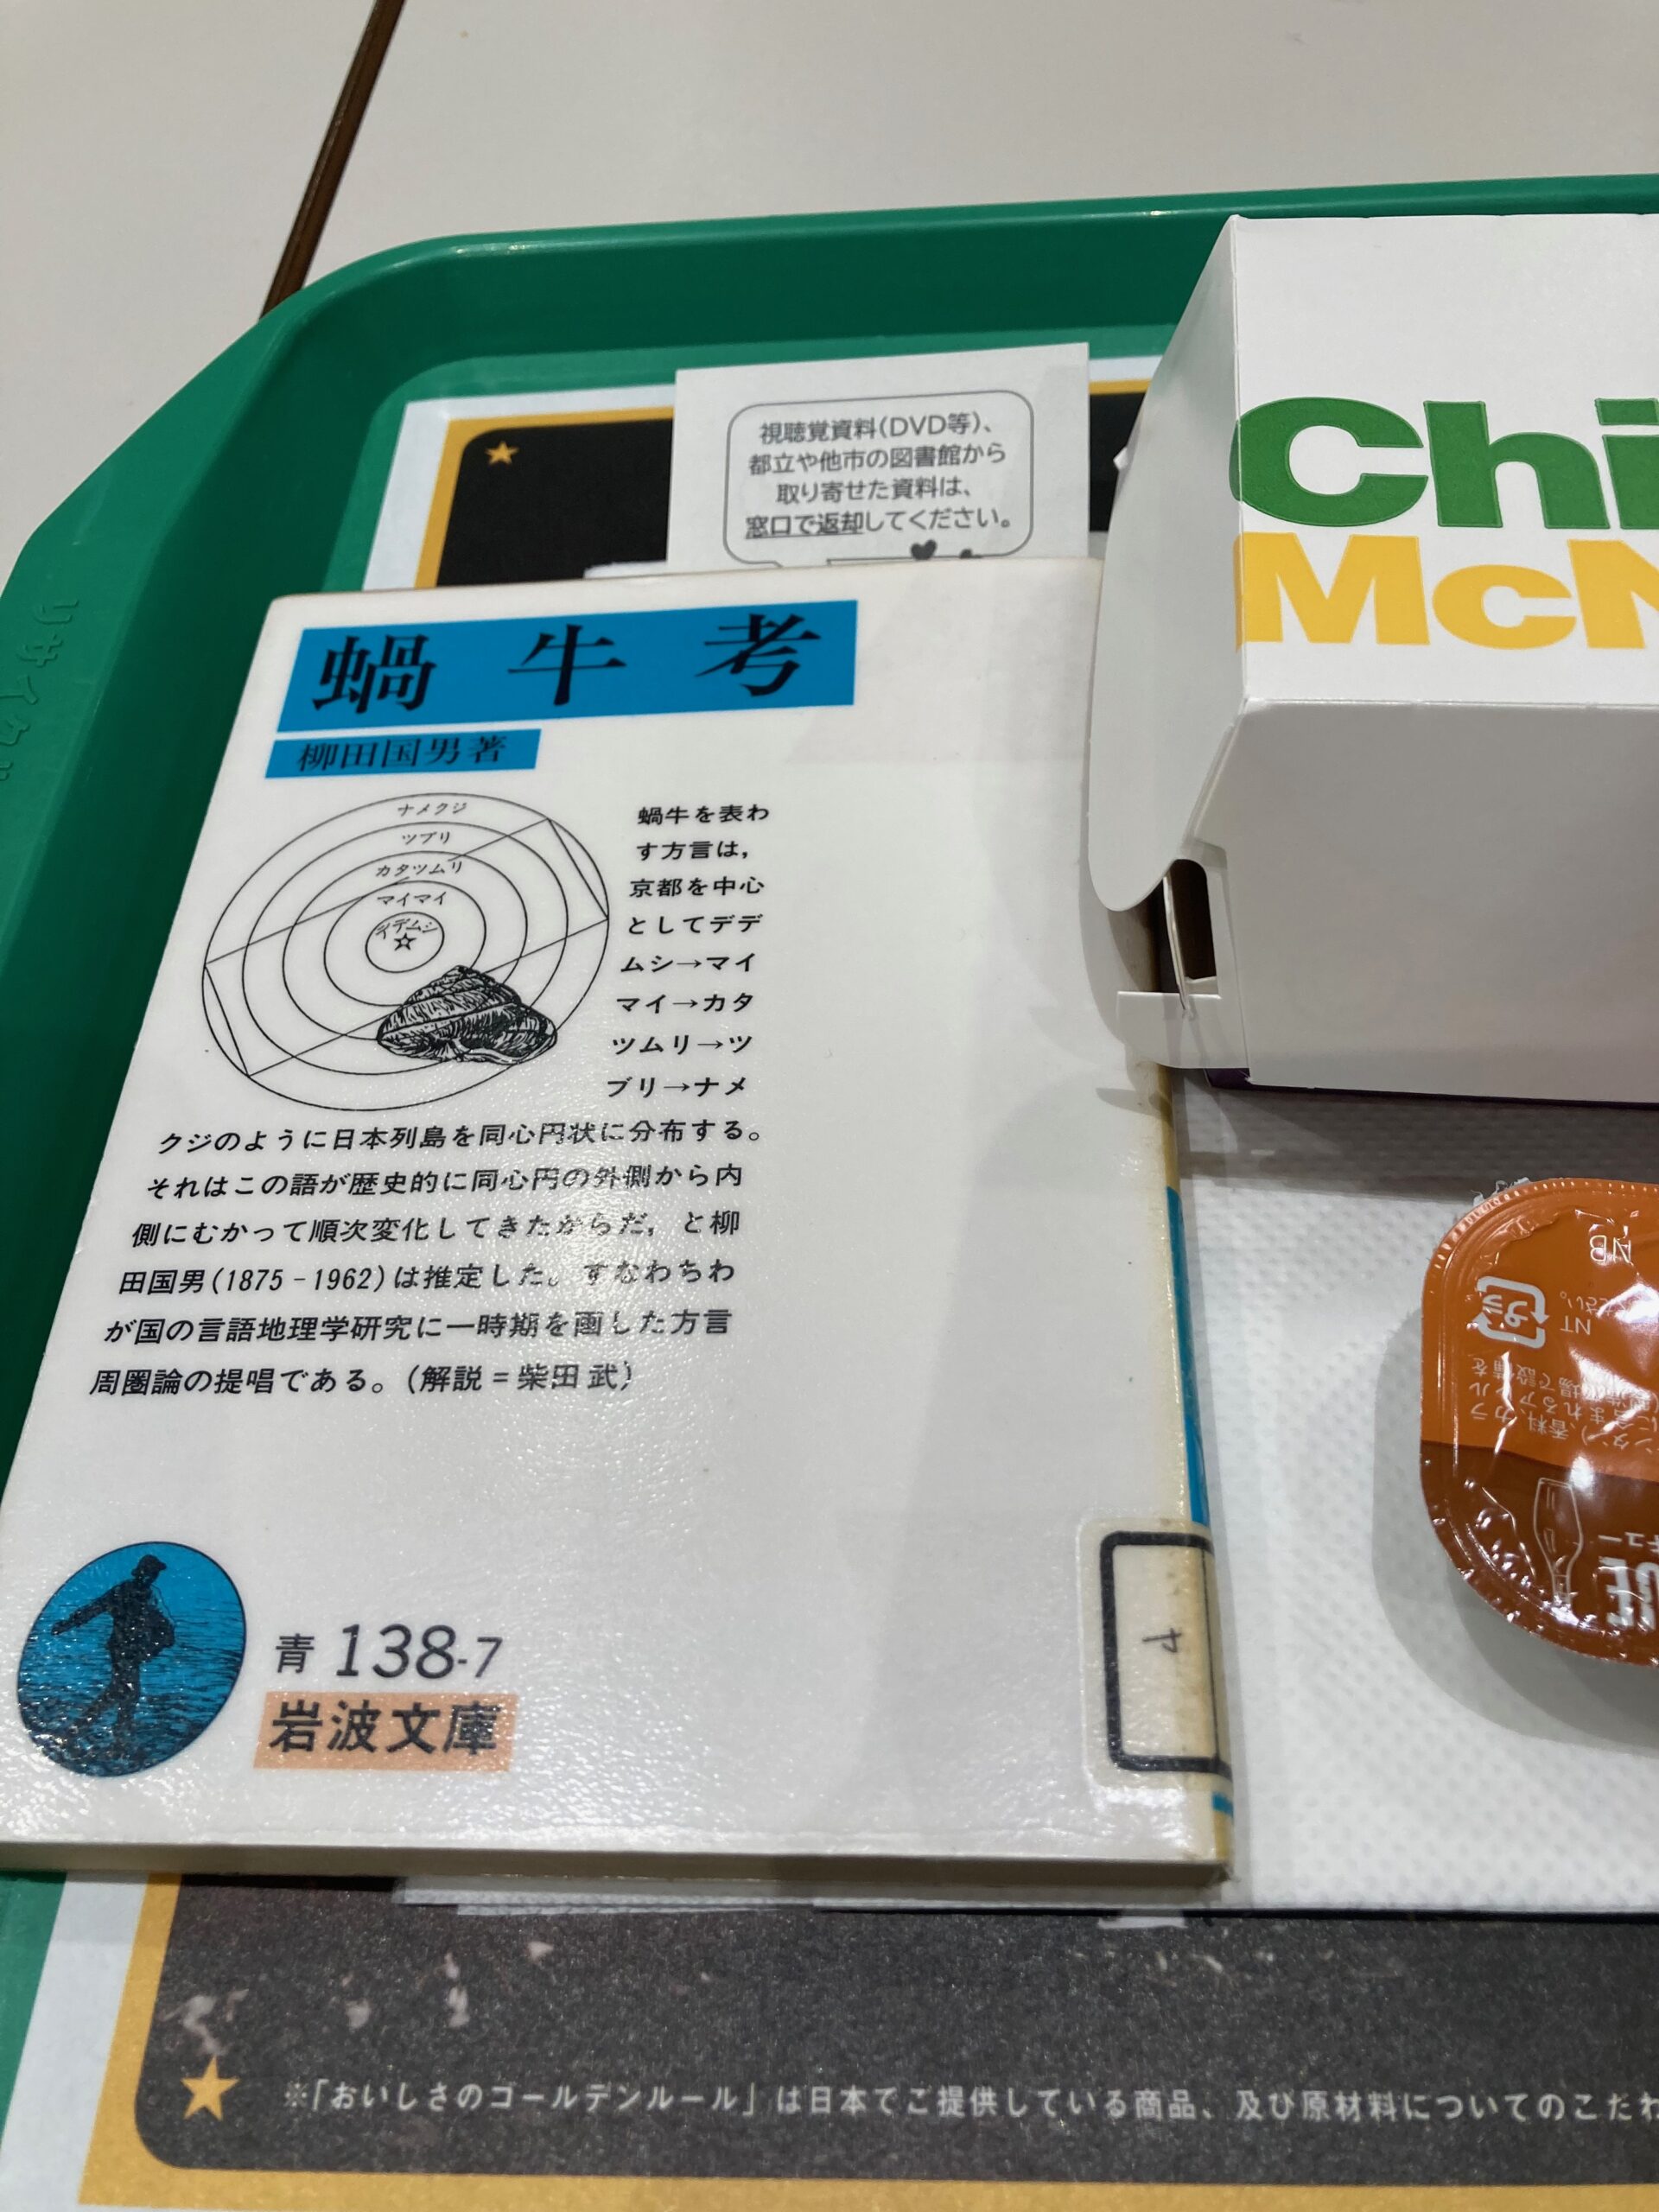 視聴覚資料(DVD等)、
都立や他市の図書館から
取り寄せた資料は、
窓口で返却してください。
Chi
McN
リサイクル
蝸牛考
柳田国男著
ナメクジ
ツブリ
カタツムリ
マイマイ
デデムシ
蝸牛を表わ
す方言は,
京都を中心
としてデデ
ムシ→マイ
マイ→カタ
ツムリ→ツ
ブリ→ナメ
クジのように日本列島を同心円状に分布する。
それはこの語が歴史的に同心円の外側から内
側にむかって順次変化してきたからだ, と柳
田国男(1875-1962)は推定した。すなわちわ
が国の言語地理学研究に一時期を画した方言
周圏論の提唱である。(解説=柴田 武)
青 138-7
岩波文庫
NB
プラ
NT
※「おいしさのゴールデンルール」は日本でご提供している商品、及び原材料についてのこだわ